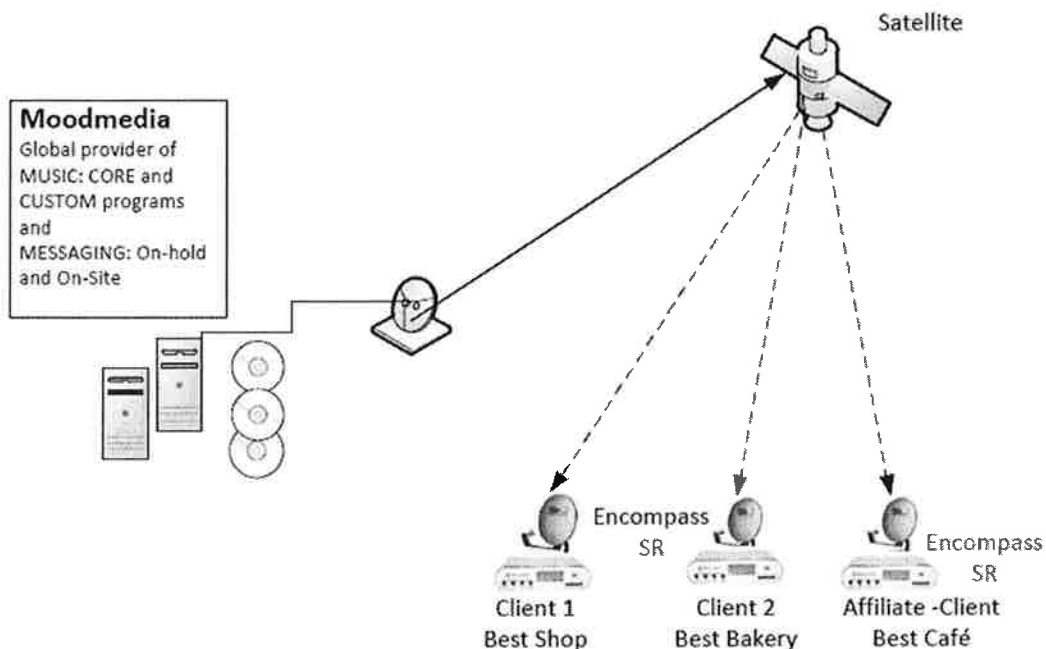 Satellite
Moodmedia
Global provider of
MUSIC: CORE and
CUSTOM programs
and
MESSAGING: On-hold
and On-Site
Encompass
SR
Encompass
SR
Client 1
Best Shop
Client 2
Best Bakery
Affiliate -Client
Best Café